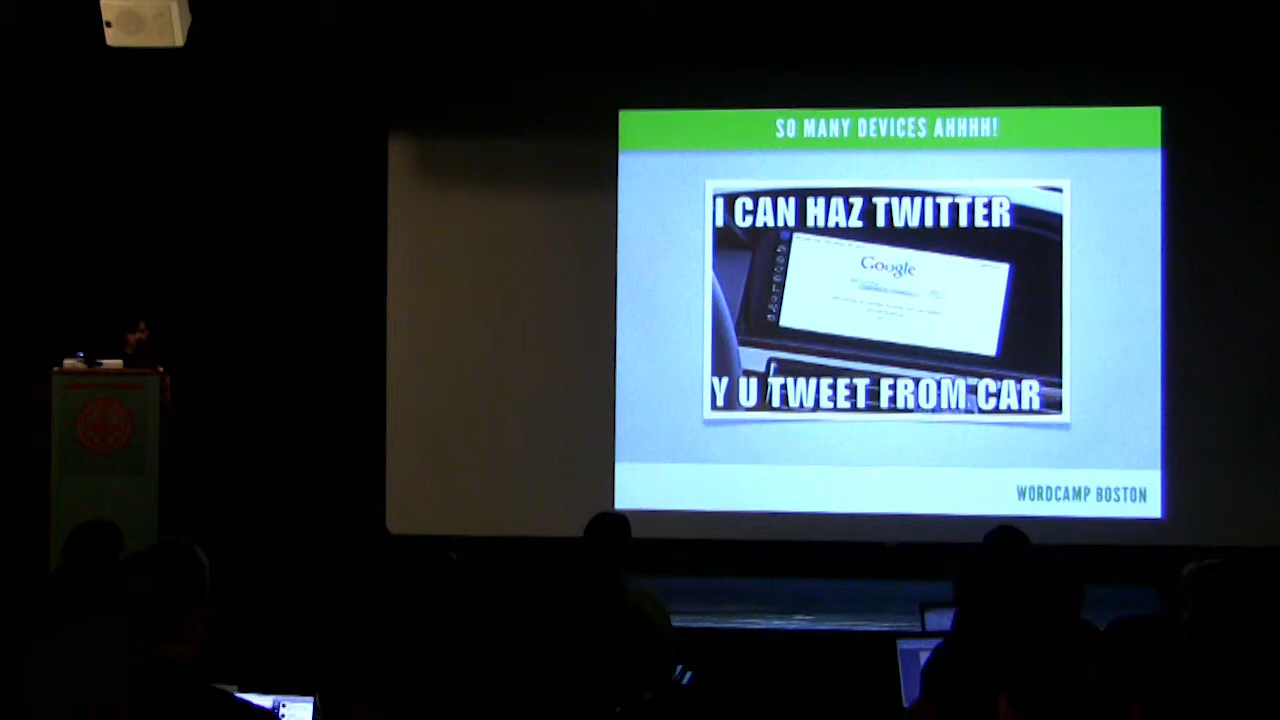 SO MANY DEVICES AHHHH!
I CAN HAZ TWITTER
Google
Y U TWEET FROM CAR
WORDCAMP BOSTON